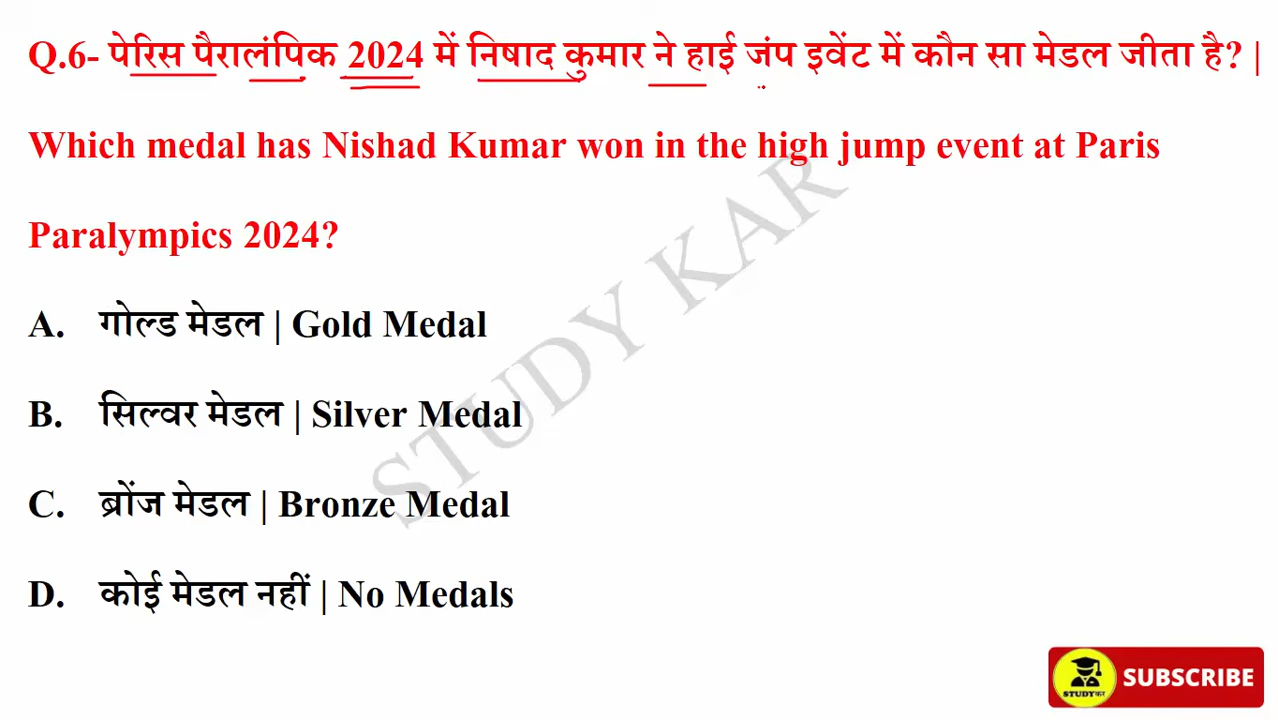 Q.6- पेरिस पैरालंपिक 2024 में निषाद कुमार ने हाई जंप इवेंट में कौन सा मेडल जीता है? |
Which medal has Nishad Kumar won in the high jump event at Paris
Paralympics 2024?
A. गोल्ड मेडल | Gold Medal
B. सिल्वर मेडल | Silver Medal
C. ब्रोंज मेडल | Bronze Medal
D. कोई मेडल नहीं | No Medals
STUDY KAR
STUDYकर
SUBSCRIBE